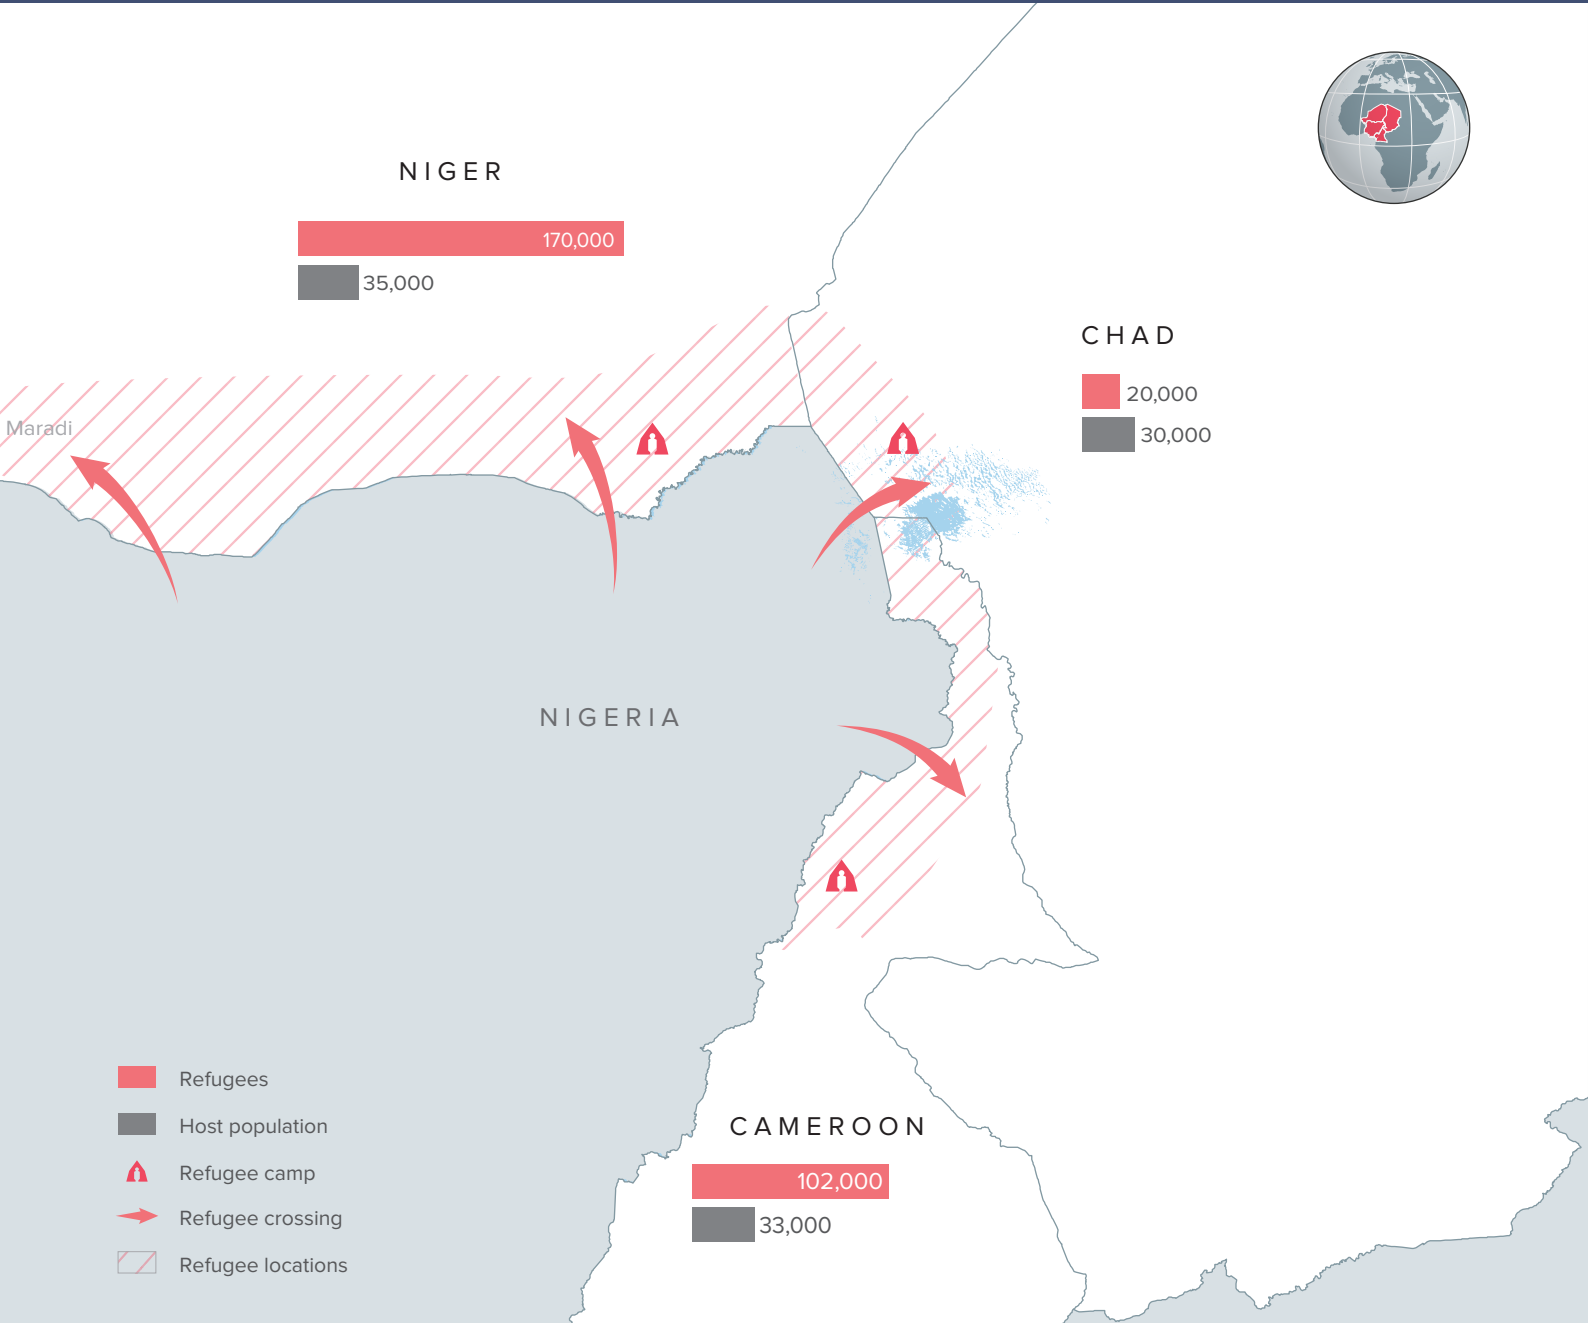 NIGER
170,000
35,000
CHAD
20,000
30,000
Maradi
NIGERIA
CAMEROON
102,000
33,000
Refugees
Host population
Refugee camp
Refugee crossing
Refugee locations